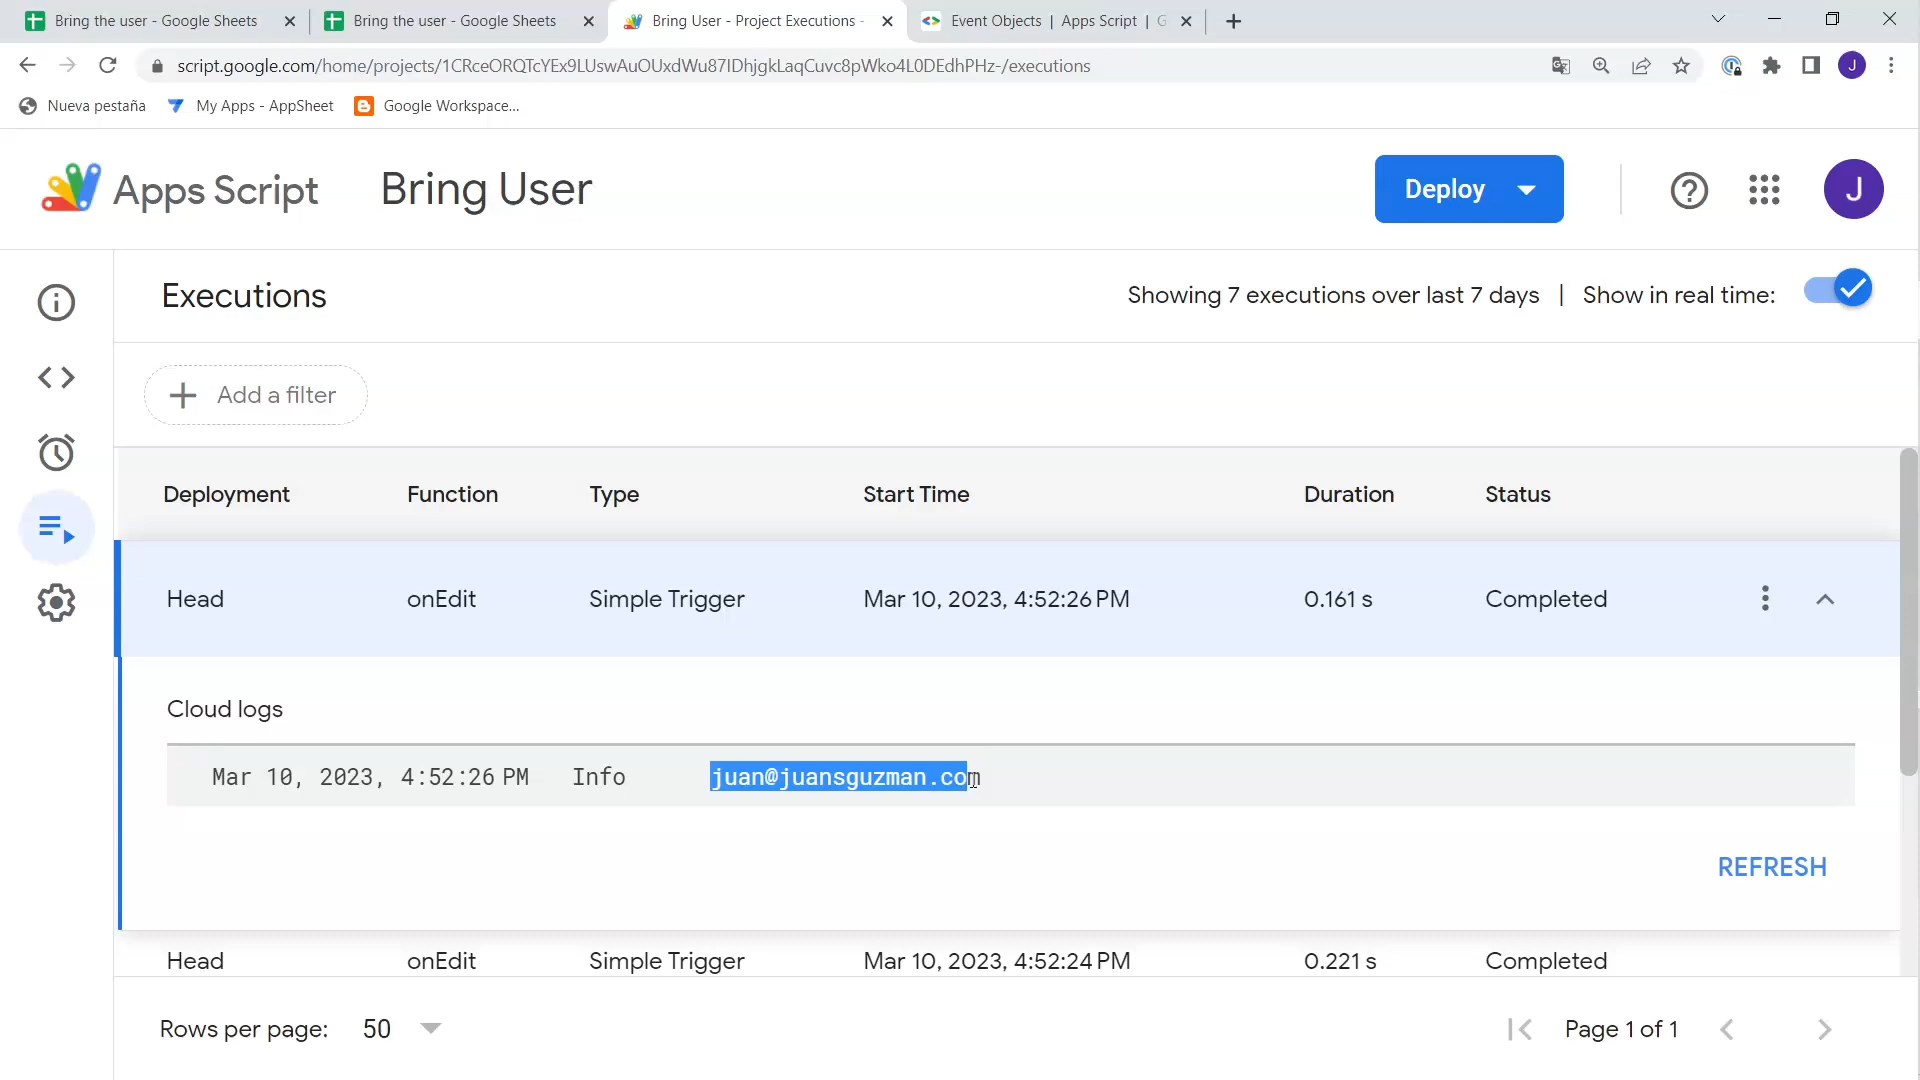 Bring the user - Google Sheets
Bring the user - Google Sheets
Bring User - Project Executions -
Event Objects | Apps Script | G
script.google.com/home/projects/1CRceORQTcYEx9LUswAuOUxdWu87IDhjgkLaqCuvc8pWko4L0DEdhPHz-/executions
J
Nueva pestaña
My Apps - AppSheet
Google Workspace...
Apps Script
Bring User
Deploy
J
Executions
Showing 7 executions over last 7 days | Show in real time:
Add a filter
Deployment Function Type Start Time Duration Status
Head onEdit Simple Trigger Mar 10, 2023, 4:52:26 PM 0.161 s Completed
Cloud logs
Mar 10, 2023, 4:52:26 PM Info juan@juansguzman.com
REFRESH
Head onEdit Simple Trigger Mar 10, 2023, 4:52:24 PM 0.221 s Completed
Rows per page: 50
Page 1 of 1